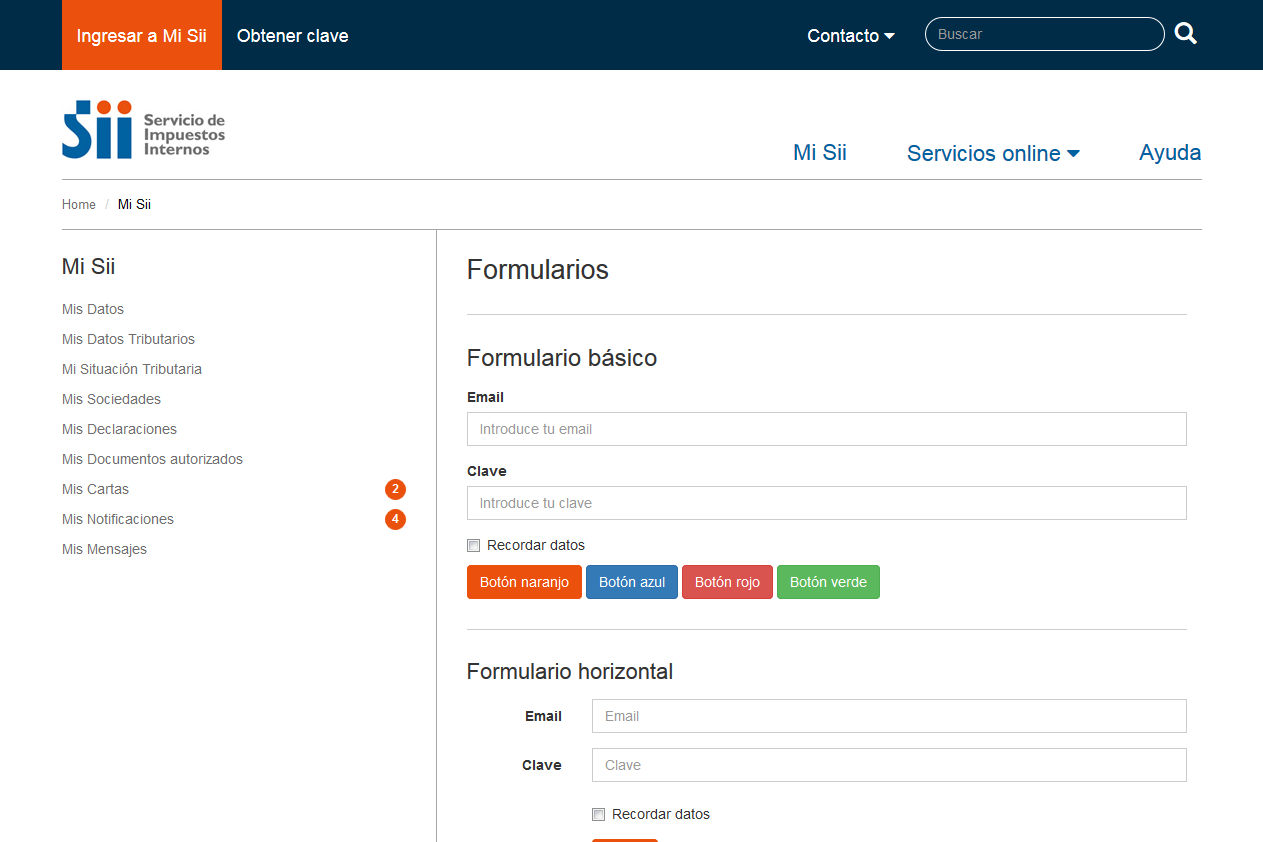 Ingresar a Mi Sii
Obtener clave
Contacto
Buscar
Sii
Servicio de
Impuestos
Internos
Mi Sii
Servicios online
Ayuda
Home / Mi Sii
Mi Sii
Mis Datos
Mis Datos Tributarios
Mi Situación Tributaria
Mis Sociedades
Mis Declaraciones
Mis Documentos autorizados
Mis Cartas 2
Mis Notificaciones 4
Mis Mensajes
Formularios
Formulario básico
Email
Introduce tu email
Clave
Introduce tu clave
Recordar datos
Botón naranjo
Botón azul
Botón rojo
Botón verde
Formulario horizontal
Email
Email
Clave
Clave
Recordar datos